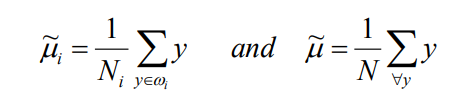 μ̃ᵢ = 1/Nᵢ ∑_{y∈ωᵢ} y and μ̃ = 1/N ∑_{∀y} y